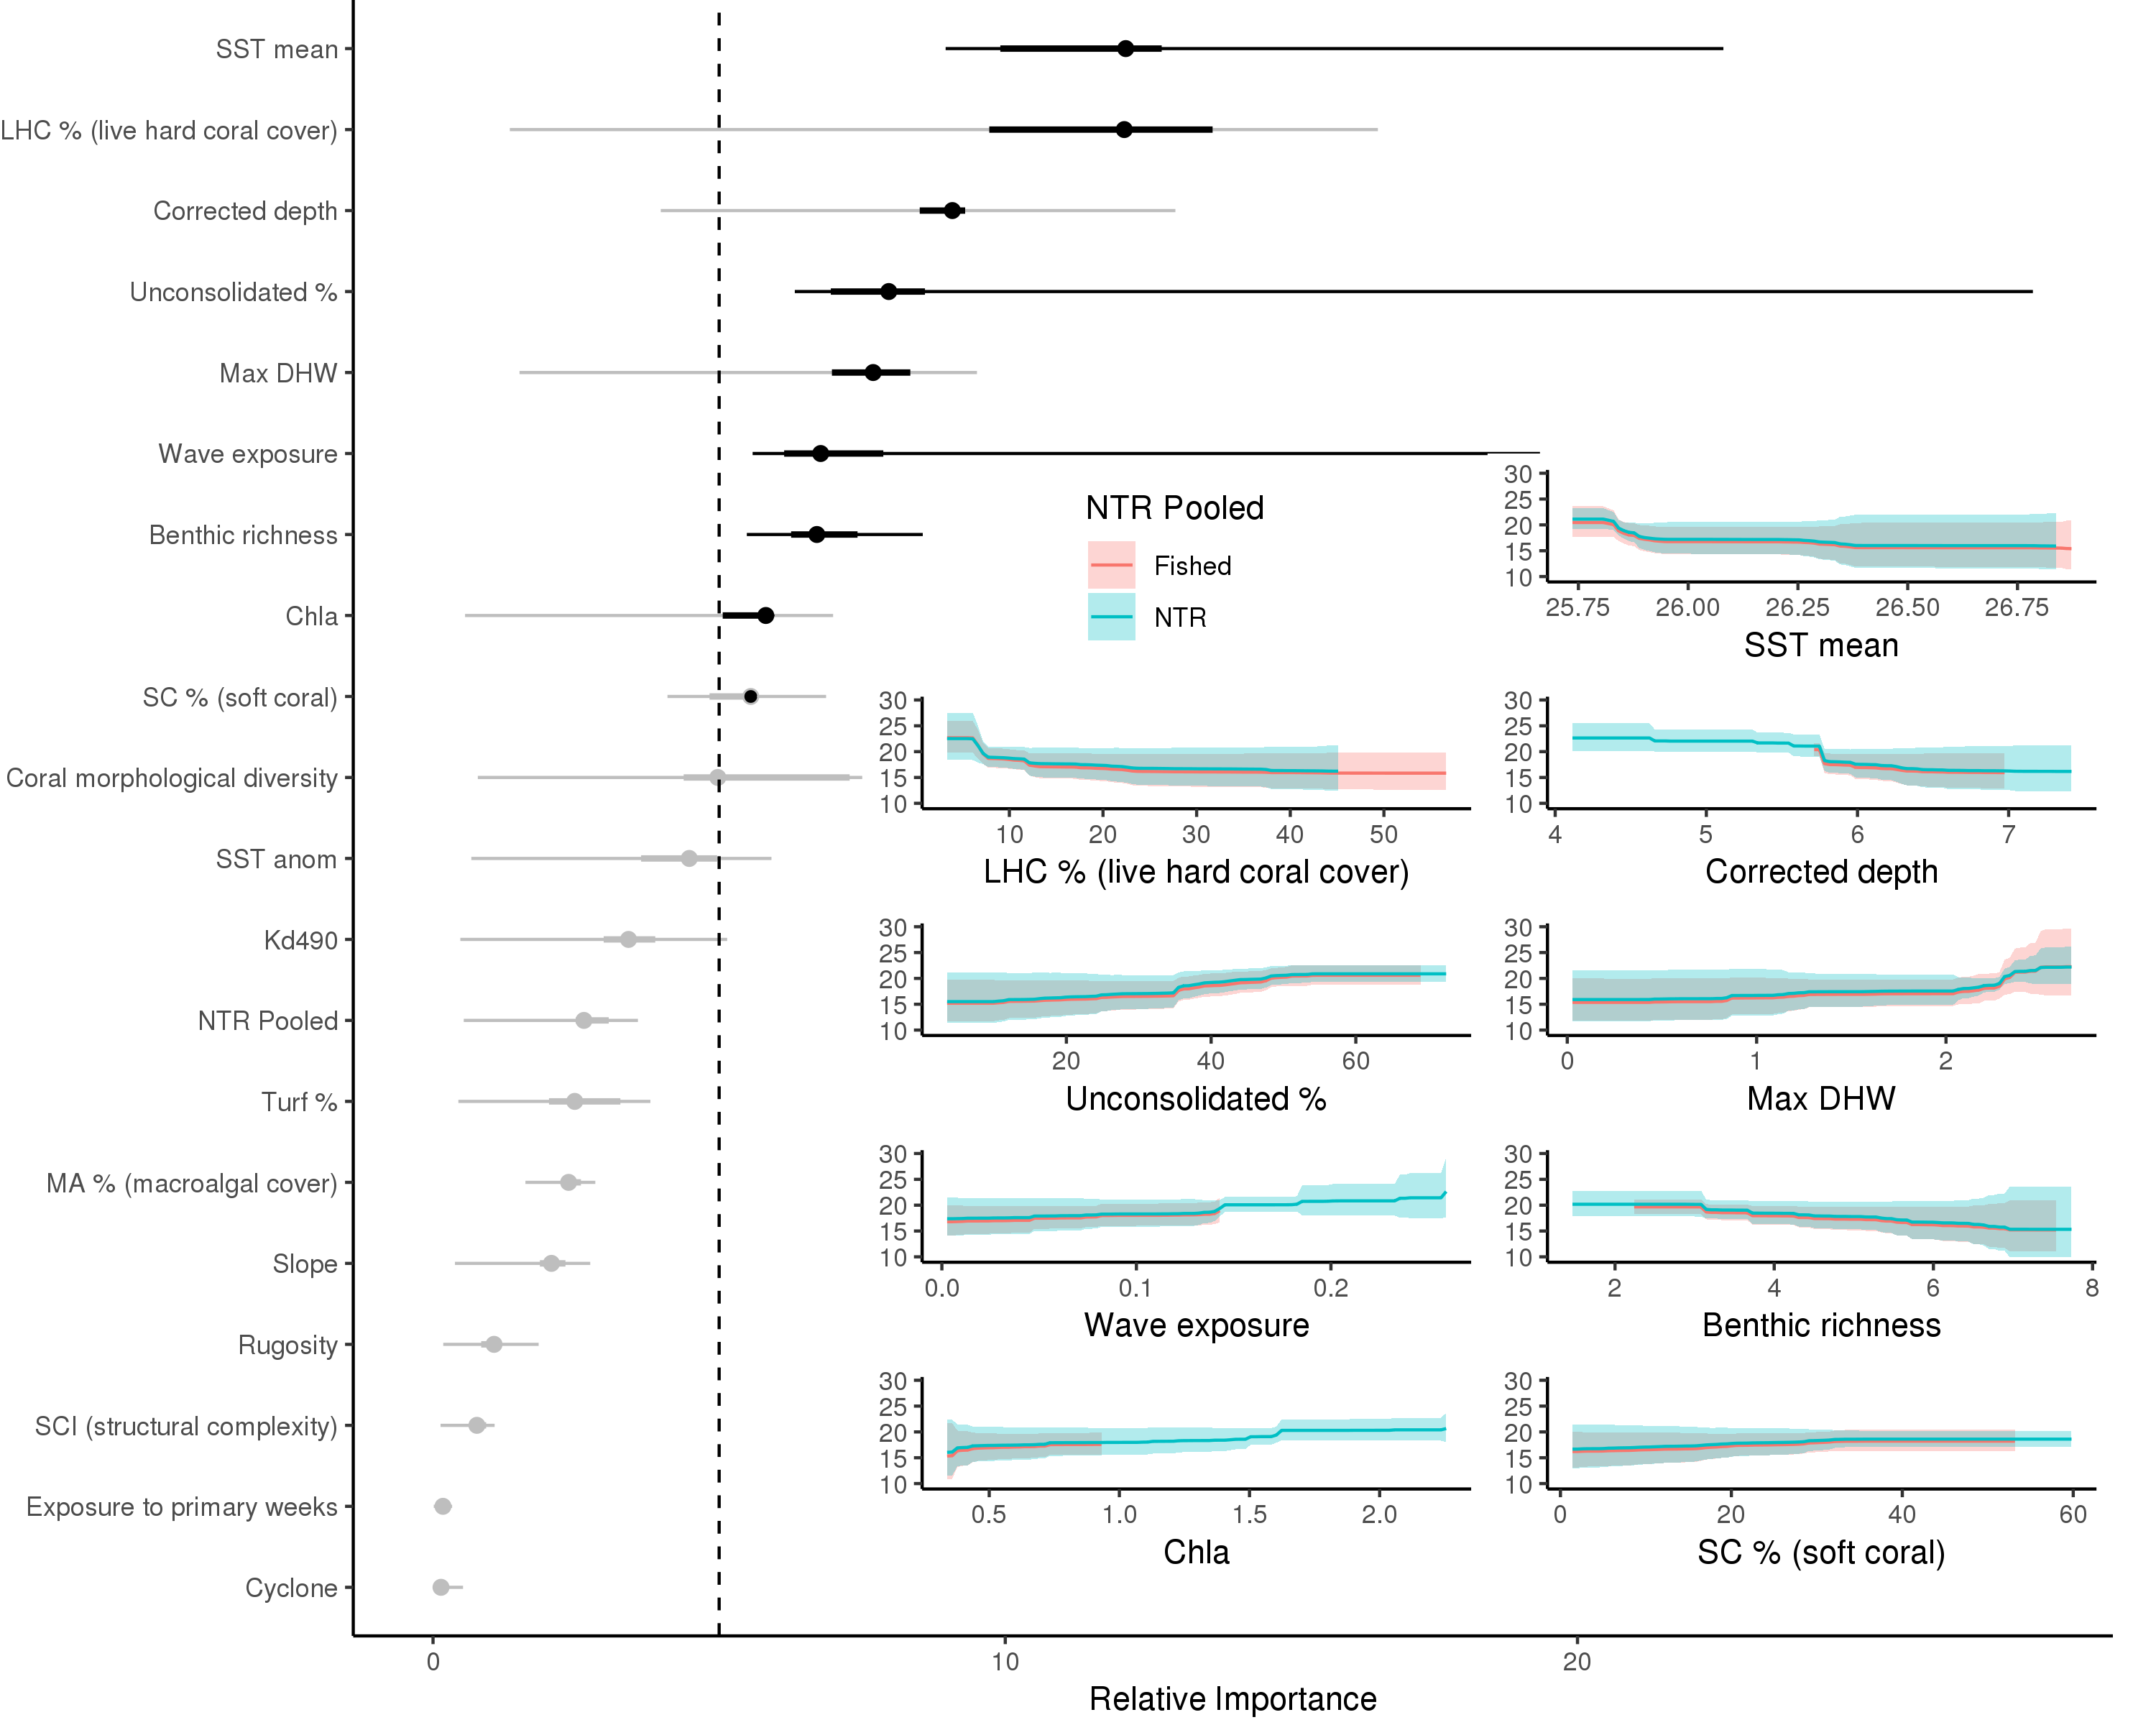 SST mean
LHC % (live hard coral cover)
Corrected depth
Unconsolidated %
Max DHW
Wave exposure
Benthic richness
Chla
SC % (soft coral)
Coral morphological diversity
SST anom
Kd490
NTR Pooled
Turf %
MA % (macroalgal cover)
Slope
Rugosity
SCI (structural complexity)
Exposure to primary weeks
Cyclone
0 10 20
Relative Importance
NTR Pooled
Fished
NTR
30
25
20
15
10
25.75 26.00 26.25 26.50 26.75
SST mean
30
25
20
15
10
10 20 30 40 50
LHC % (live hard coral cover)
30
25
20
15
10
4 5 6 7
Corrected depth
30
25
20
15
10
20 40 60
Unconsolidated %
30
25
20
15
10
0 1 2
Max DHW
30
25
20
15
10
0.0 0.1 0.2
Wave exposure
30
25
20
15
10
2 4 6 8
Benthic richness
30
25
20
15
10
0.5 1.0 1.5 2.0
Chla
30
25
20
15
10
0 20 40 60
SC % (soft coral)